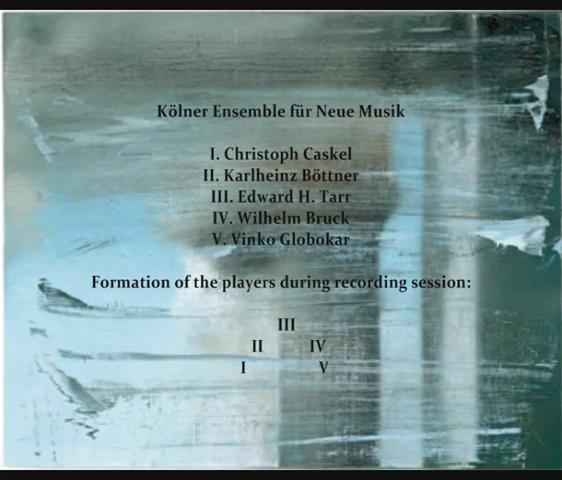 Kölner Ensemble für Neue Musik
I. Christoph Caskel
II. Karlheinz Böttner
III. Edward H. Tarr
IV. Wilhelm Bruck
V. Vinko Globokar
Formation of the players during recording session:
III
II IV
I V